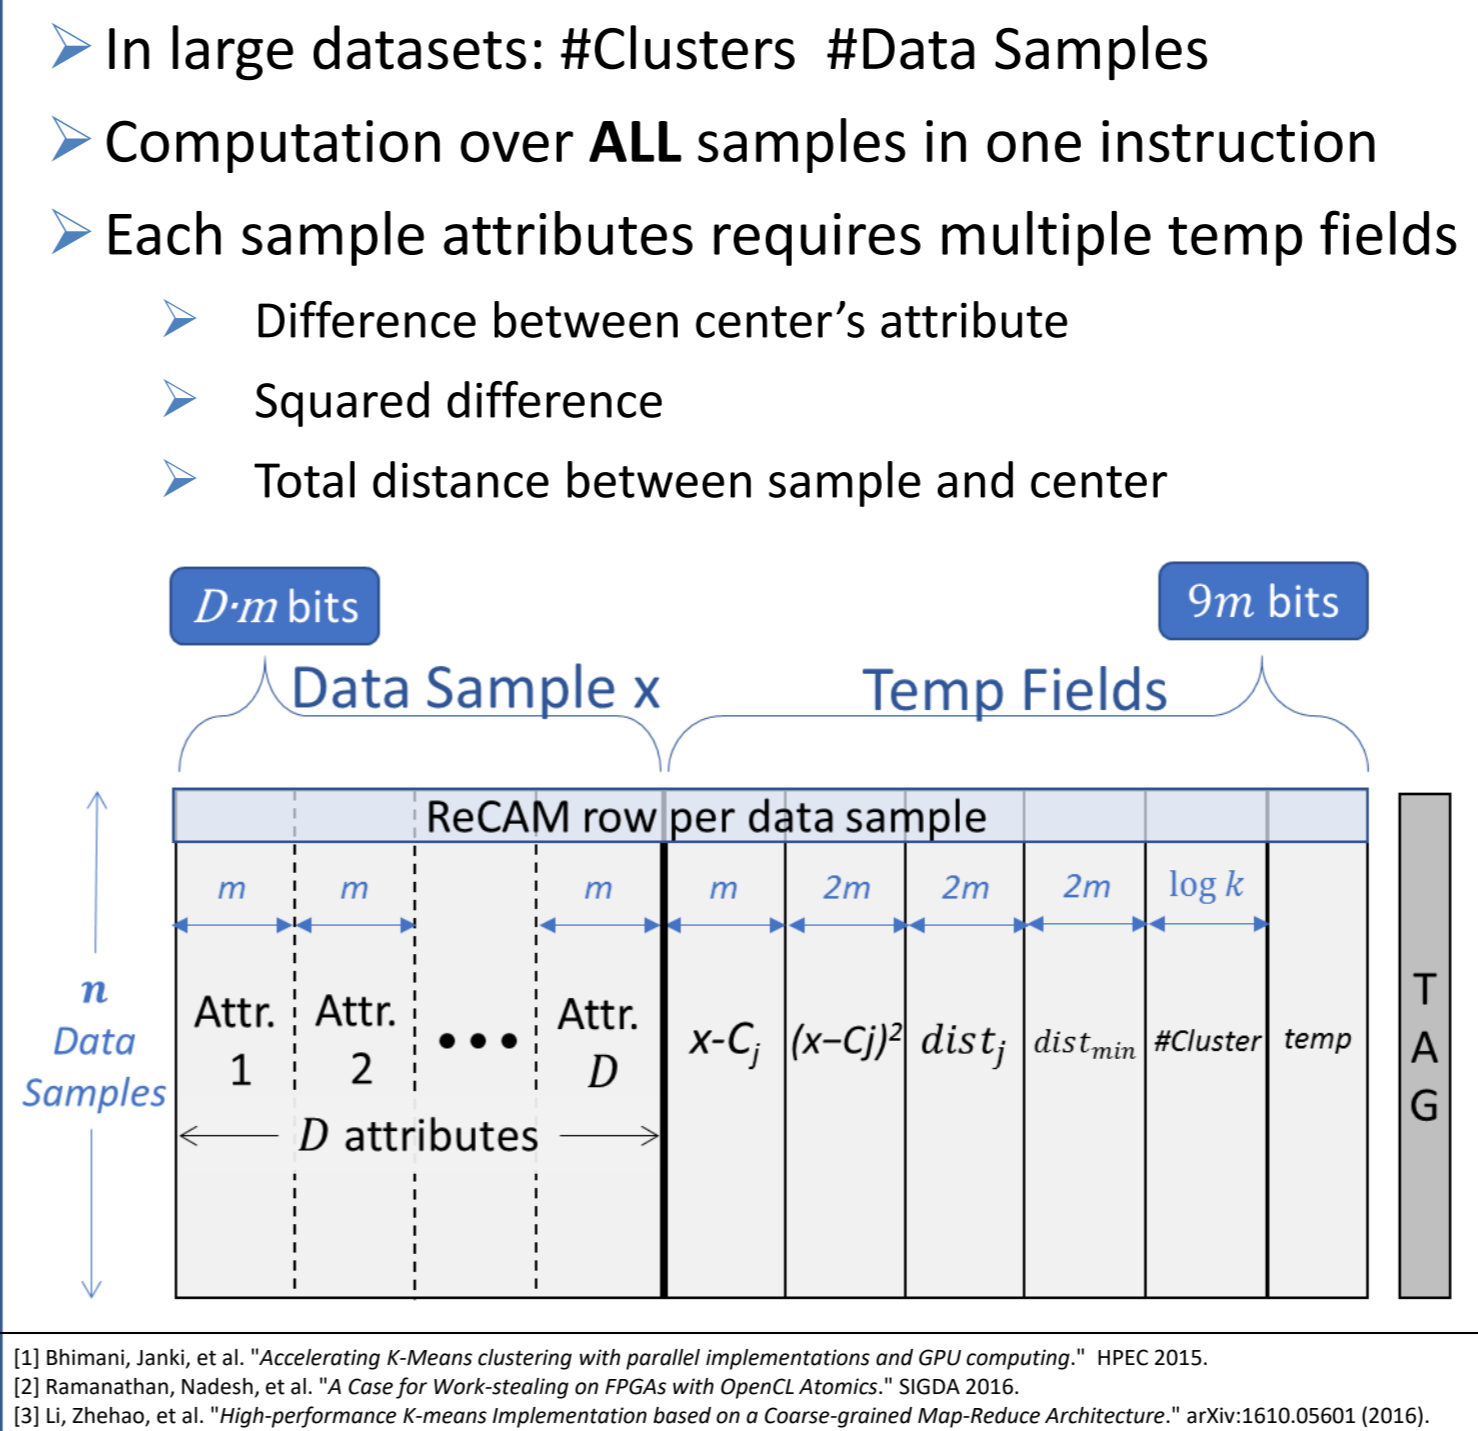 In large datasets: #Clusters #Data Samples
Computation over ALL samples in one instruction
Each sample attributes requires multiple temp fields
Difference between center’s attribute
Squared difference
Total distance between sample and center
D·m bits
9m bits
Data Sample x
Temp Fields
ReCAM row per data sample
m m m m 2m 2m 2m log k
n
Data
Samples
Attr.
1
Attr.
2
•••
Attr.
D
x-C_j
(x–Cj)²
dist_j
dist_min
#Cluster
temp
D attributes
T
A
G
[1] Bhimani, Janki, et al. "Accelerating K-Means clustering with parallel implementations and GPU computing." HPEC 2015.
[2] Ramanathan, Nadesh, et al. "A Case for Work-stealing on FPGAs with OpenCL Atomics." SIGDA 2016.
[3] Li, Zhehao, et al. "High-performance K-means Implementation based on a Coarse-grained Map-Reduce Architecture." arXiv:1610.05601 (2016).